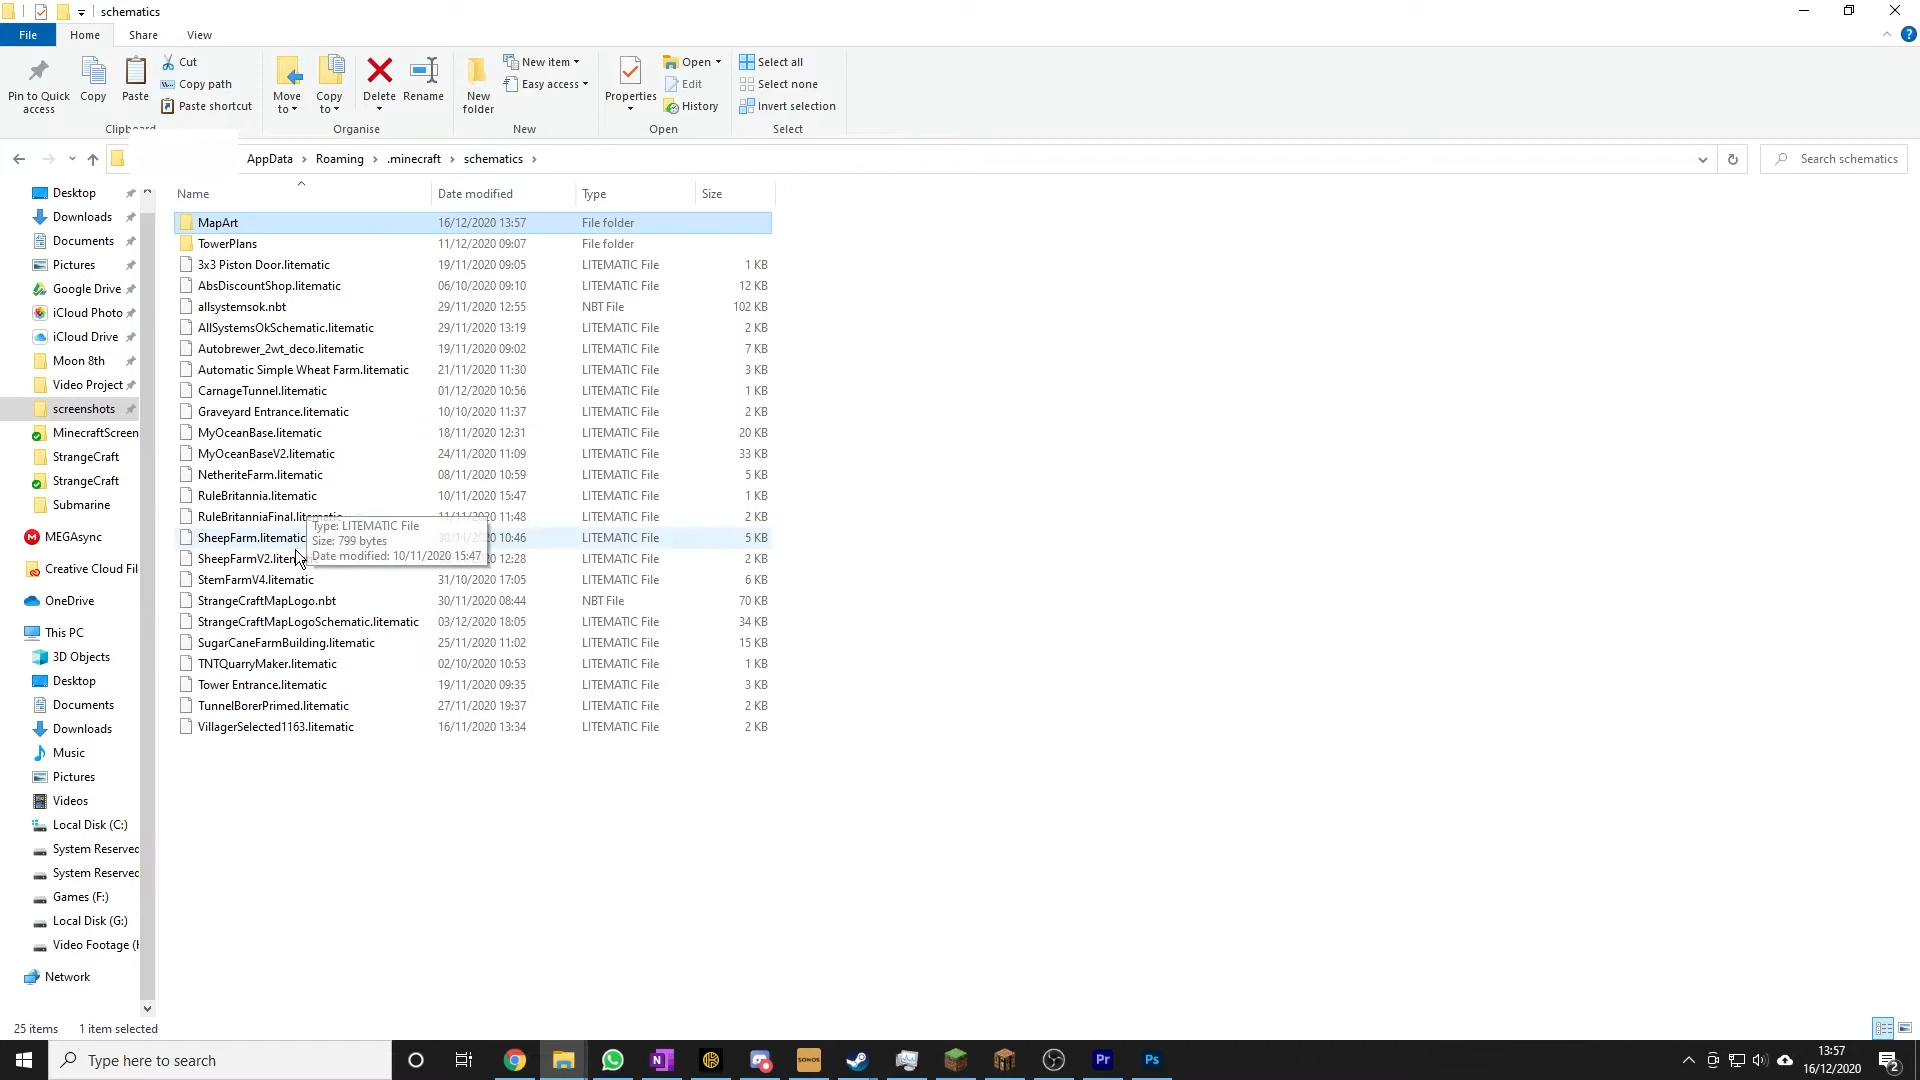 schematics
File Home Share View
Pin to Quick access
Copy
Paste
Cut
Copy path
Paste shortcut
Clipboard
Move to
Copy to
Delete
Rename
Organise
New folder
New item
Easy access
New
Properties
Open
Edit
History
Open
Select all
Select none
Invert selection
Select
AppData > Roaming > .minecraft > schematics >
Search schematics
Desktop
Downloads
Documents
Pictures
Google Drive
iCloud Photo
iCloud Drive
Moon 8th
Video Project
screenshots
MinecraftScreen
StrangeCraft
StrangeCraft
Submarine
MEGAsync
Creative Cloud Fil
OneDrive
This PC
3D Objects
Desktop
Documents
Downloads
Music
Pictures
Videos
Local Disk (C:)
System Reserved
System Reserved
Games (F:)
Local Disk (G:)
Video Footage (H
Network
Name Date modified Type Size
MapArt 16/12/2020 13:57 File folder
TowerPlans 11/12/2020 09:07 File folder
3x3 Piston Door.litematic 19/11/2020 09:05 LITEMATIC File 1 KB
AbsDiscountShop.litematic 06/10/2020 09:10 LITEMATIC File 12 KB
allsystemsok.nbt 29/11/2020 12:55 NBT File 102 KB
AllSystemsOkSchematic.litematic 29/11/2020 13:19 LITEMATIC File 2 KB
Autobrewer_2wt_deco.litematic 19/11/2020 09:02 LITEMATIC File 7 KB
Automatic Simple Wheat Farm.litematic 21/11/2020 11:30 LITEMATIC File 3 KB
CarnageTunnel.litematic 01/12/2020 10:56 LITEMATIC File 1 KB
Graveyard Entrance.litematic 10/10/2020 11:37 LITEMATIC File 2 KB
MyOceanBase.litematic 18/11/2020 12:31 LITEMATIC File 20 KB
MyOceanBaseV2.litematic 24/11/2020 11:09 LITEMATIC File 33 KB
NetheriteFarm.litematic 08/11/2020 10:59 LITEMATIC File 5 KB
RuleBritannia.litematic 10/11/2020 15:47 LITEMATIC File 1 KB
RuleBritanniaFinal.litematic 11/11/2020 11:48 LITEMATIC File 2 KB
SheepFarm.litematic 10:46 LITEMATIC File 5 KB
SheepFarmV2.litem 12:28 LITEMATIC File 2 KB
Type: LITEMATIC File
Size: 799 bytes
Date modified: 10/11/2020 15:47
StemFarmV4.litematic 31/10/2020 17:05 LITEMATIC File 6 KB
StrangeCraftMapLogo.nbt 30/11/2020 08:44 NBT File 70 KB
StrangeCraftMapLogoSchematic.litematic 03/12/2020 18:05 LITEMATIC File 34 KB
SugarCaneFarmBuilding.litematic 25/11/2020 11:02 LITEMATIC File 15 KB
TNTQuarryMaker.litematic 02/10/2020 10:53 LITEMATIC File 1 KB
Tower Entrance.litematic 19/11/2020 09:35 LITEMATIC File 3 KB
TunnelBorerPrimed.litematic 27/11/2020 19:37 LITEMATIC File 2 KB
VillagerSelected1163.litematic 16/11/2020 13:34 LITEMATIC File 2 KB
25 items 1 item selected
Type here to search
SONOS
Pr
Ps
13:57
16/12/2020
2